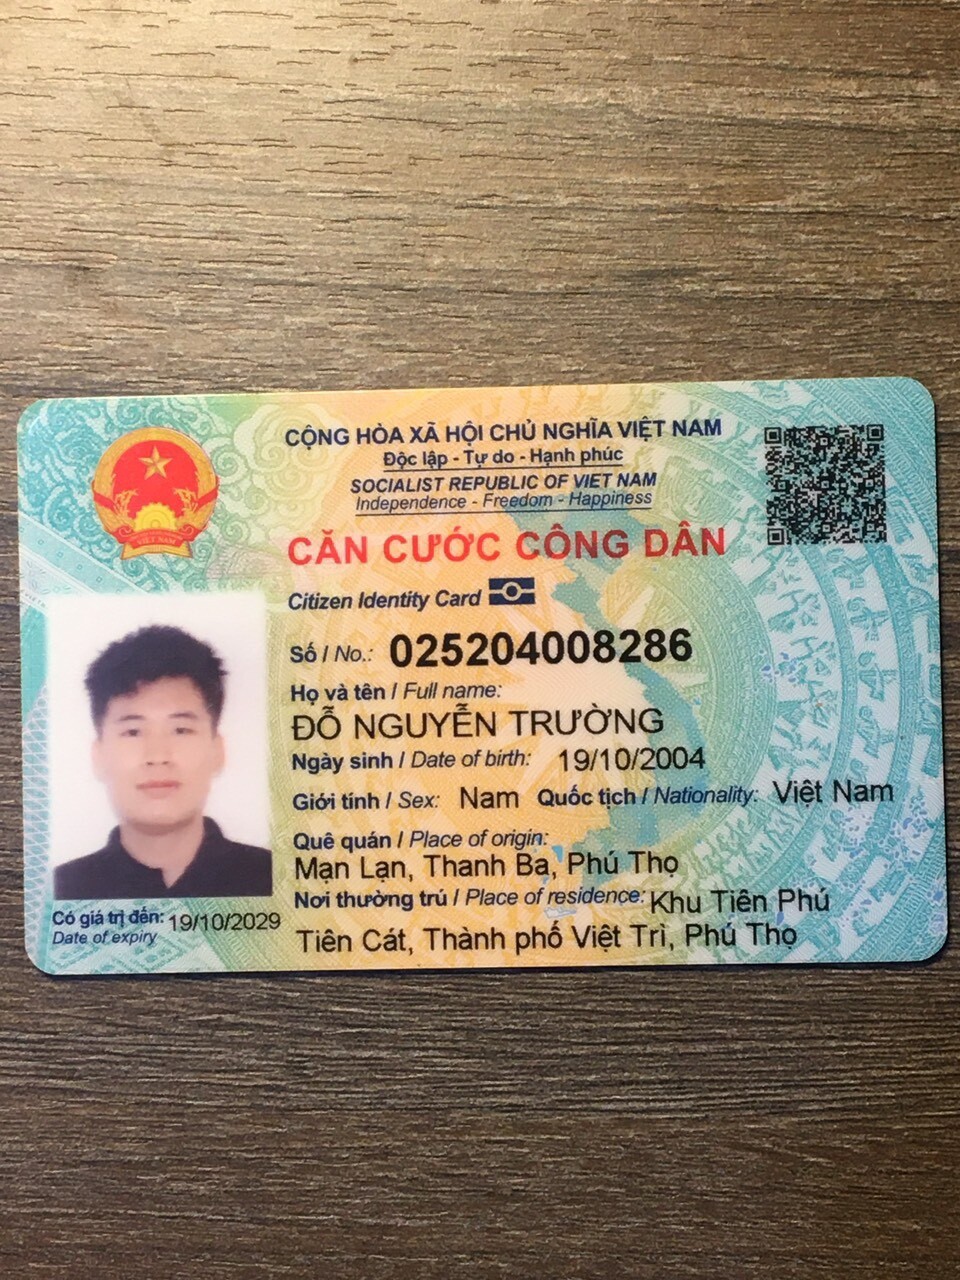 CỘNG HÒA XÃ HỘI CHỦ NGHĨA VIỆT NAM
Độc lập - Tự do - Hạnh phúc
SOCIALIST REPUBLIC OF VIET NAM
Independence - Freedom - Happiness
VIỆT NAM
CĂN CƯỚC CÔNG DÂN
Citizen Identity Card
Số / No.: 025204008286
Họ và tên / Full name:
ĐỖ NGUYỄN TRƯỜNG
Ngày sinh / Date of birth: 19/10/2004
Giới tính / Sex: Nam Quốc tịch / Nationality: Việt Nam
Quê quán / Place of origin:
Mạn Lạn, Thanh Ba, Phú Thọ
Nơi thường trú / Place of residence: Khu Tiên Phú
Tiên Cát, Thành phố Việt Trì, Phú Thọ
Có giá trị đến: 19/10/2029
Date of expiry